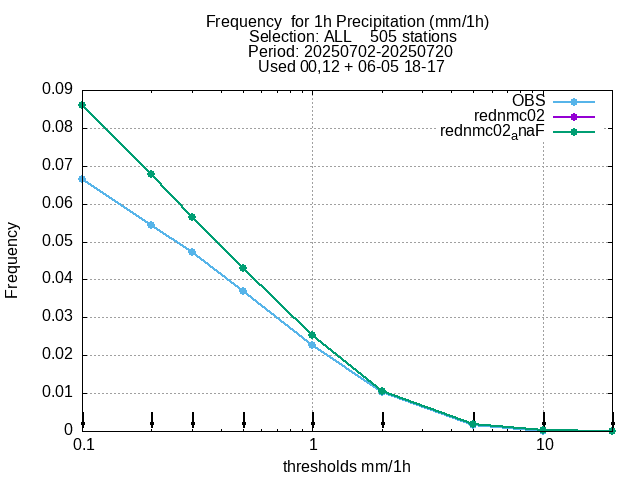 Frequency  for 1h Precipitation (mm/1h)
Selection: ALL    505 stations
Period: 20250702-20250720
Used 00,12 + 06-05 18-17
OBS
rednmc02
rednmc02anaF
0.09
0.08
0.07
0.06
0.05
0.04
0.03
0.02
0.01
0
Frequency
0.1 1 10
thresholds mm/1h